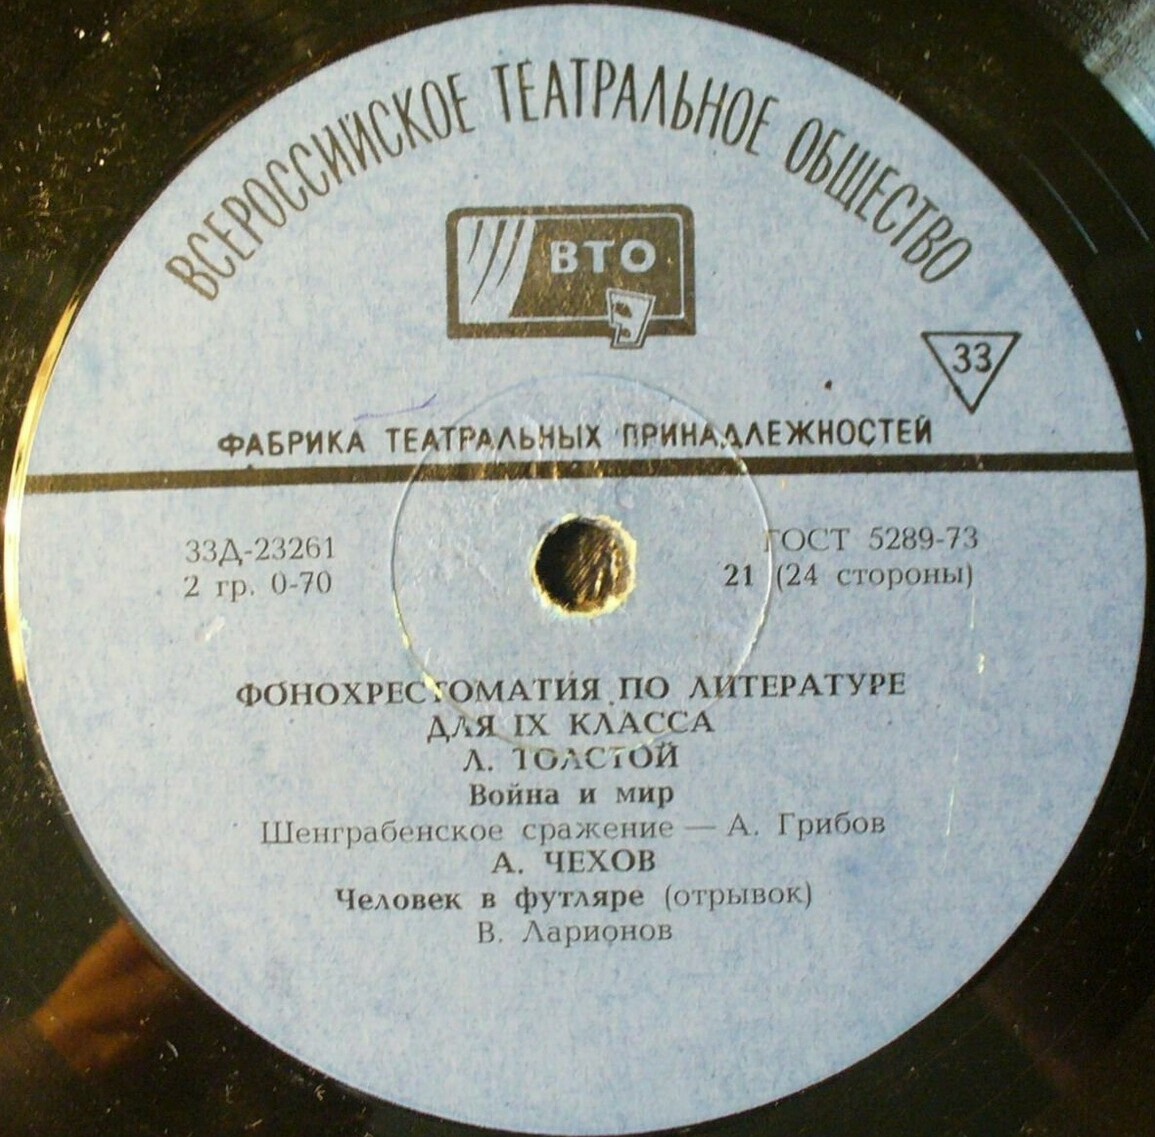 ВСЕРОССИЙСКОЕ ТЕАТРАЛЬНОЕ ОБЩЕСТВО
ВТО
33
ФАБРИКА ТЕАТРАЛЬНЫХ ПРИНАДЛЕЖНОСТЕЙ
33Д-23261
2 гр. 0-70
ГОСТ 5289-73
21 (24 стороны)
ФОНОХРЕСТОМАТИЯ ПО ЛИТЕРАТУРЕ
ДЛЯ IX КЛАССА
Л. ТОЛСТОЙ
Война и мир
Шенграбенское сражение — А. Грибов
А. ЧЕХОВ
Человек в футляре (отрывок)
В. Ларионов